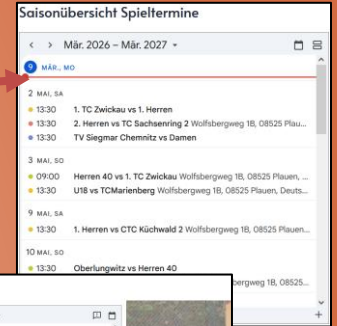 Saisonübersicht Spieltermine
Mär. 2026 – Mär. 2027
9 MÄR., MO
2 MAI, SA
13:30 1. TC Zwickau vs 1. Herren
13:30 2. Herren vs TC Sachsenring 2 Wolfsbergweg 1B, 08525 Plau...
13:30 TV Siegmar Chemnitz vs Damen
3 MAI, SO
09:00 Herren 40 vs 1. TC Zwickau Wolfsbergweg 1B, 08525 Plauen, ...
13:30 U18 vs TCMarienberg Wolfsbergweg 1B, 08525 Plauen, Deuts...
9 MAI, SA
13:30 1. Herren vs CTC Küchwald 2 Wolfsbergweg 1B, 08525 Plauen...
10 MAI, SO
13:30 Oberlungwitz vs Herren 40
bergweg 1B, 08525...